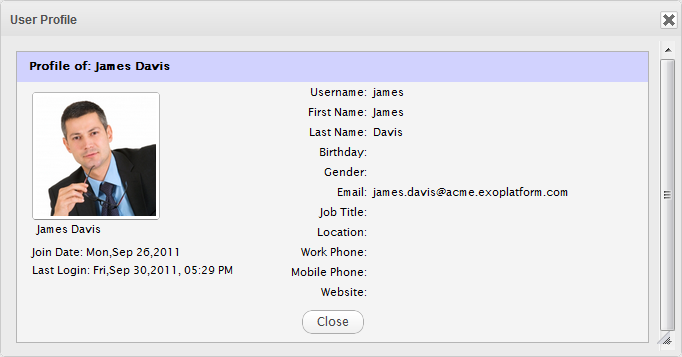 User Profile
Profile of: James Davis
Username: james
First Name: James
Last Name: Davis
Birthday:
Gender:
Email: james.davis@acme.exoplatform.com
Job Title:
Location:
Work Phone:
Mobile Phone:
Website:
James Davis
Join Date: Mon,Sep 26,2011
Last Login: Fri,Sep 30,2011, 05:29 PM
Close